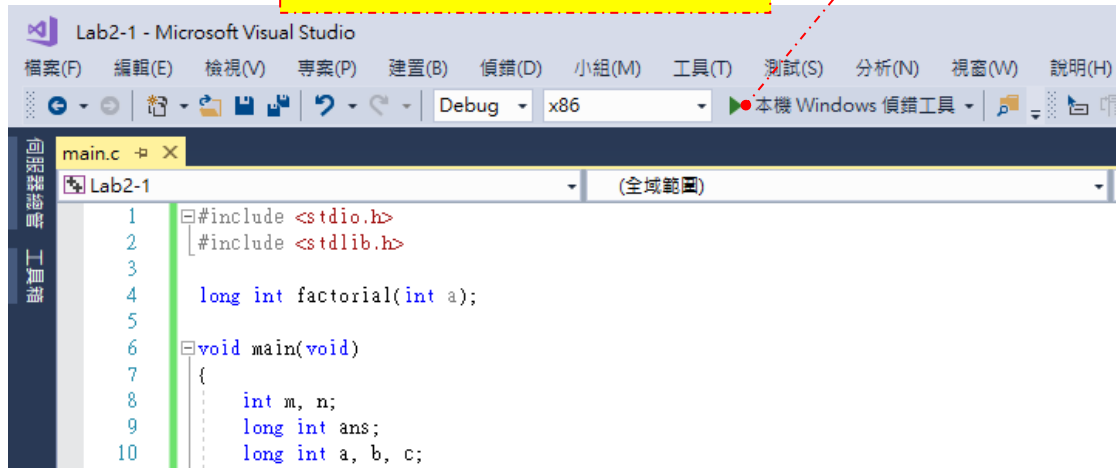 Lab2-1 - Microsoft Visual Studio
檔案(F) 編輯(E) 檢視(V) 專案(P) 建置(B) 偵錯(D) 小組(M) 工具(T) 測試(S) 分析(N) 視窗(W) 說明(H)
Debug x86 本機 Windows 偵錯工具
伺服器總管
工具箱
main.c
Lab2-1 (全域範圍)
1 #include <stdio.h>
2 #include <stdlib.h>
3
4 long int factorial(int a);
5
6 void main(void)
7 {
8 int m, n;
9 long int ans;
10 long int a, b, c;